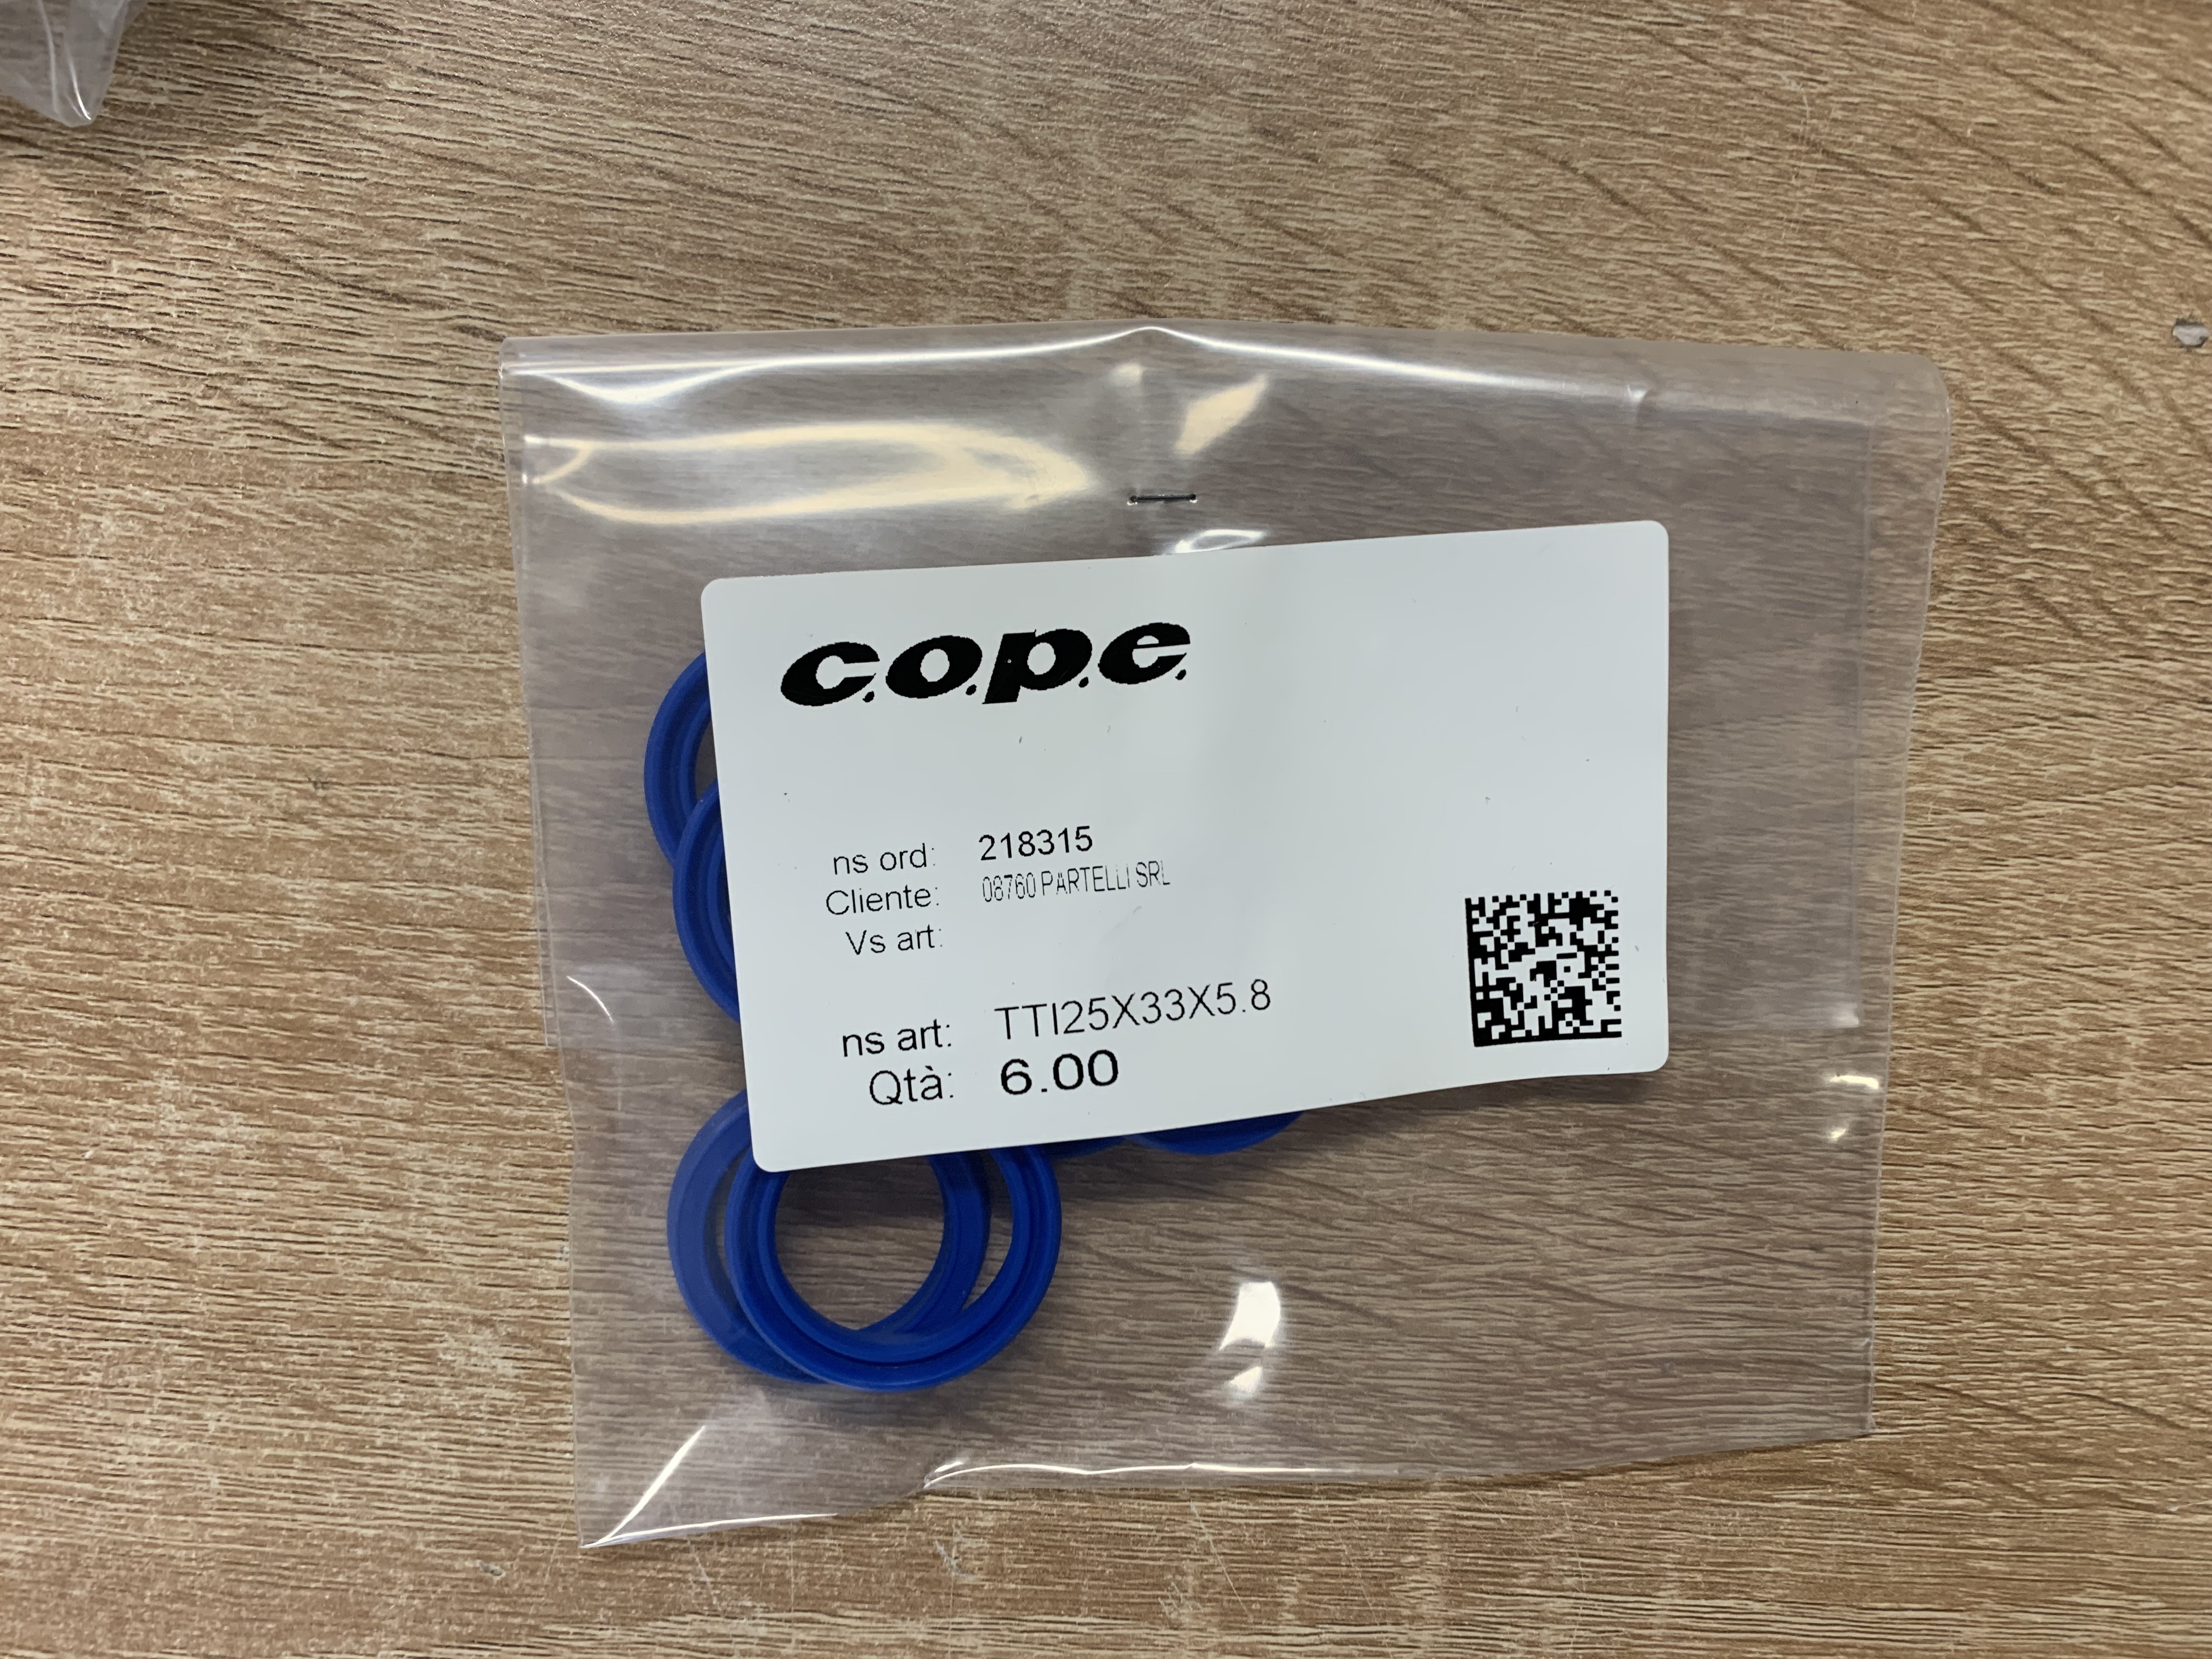 c.o.p.e.
ns ord: 218315
Cliente: 08760 PARTELLI SRL
Vs art:
ns art: TTI25X33X5.8
Qtà: 6.00